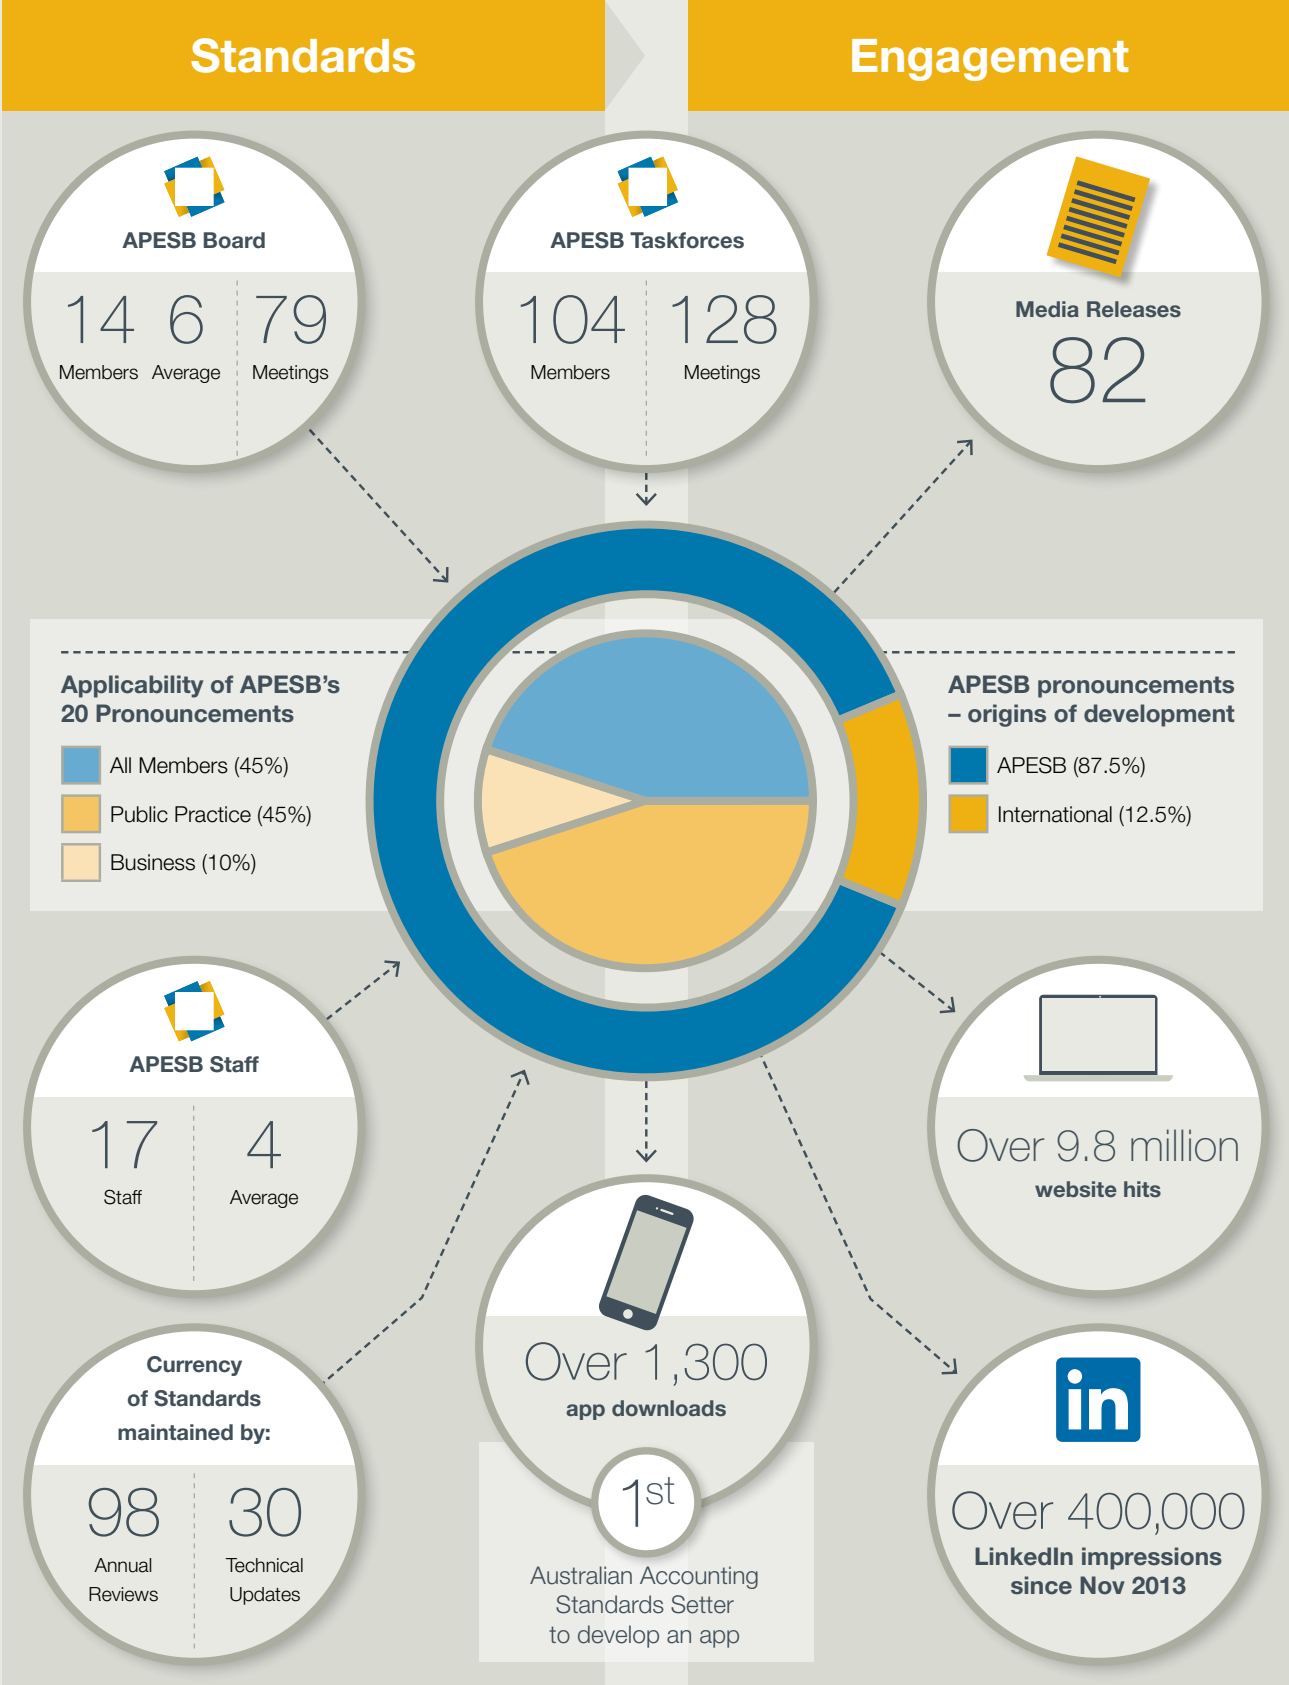 Standards
Engagement
APESB Board
14 6 79
Members Average Meetings
APESB Taskforces
104 128
Members Meetings
Media Releases
82
Applicability of APESB’s
20 Pronouncements
All Members (45%)
Public Practice (45%)
Business (10%)
APESB pronouncements
– origins of development
APESB (87.5%)
International (12.5%)
APESB Staff
17 4
Staff Average
Over 9.8 million
website hits
Currency
of Standards
maintained by:
98 30
Annual Technical
Reviews Updates
Over 1,300
app downloads
1st
Australian Accounting
Standards Setter
to develop an app
in
Over 400,000
LinkedIn impressions
since Nov 2013